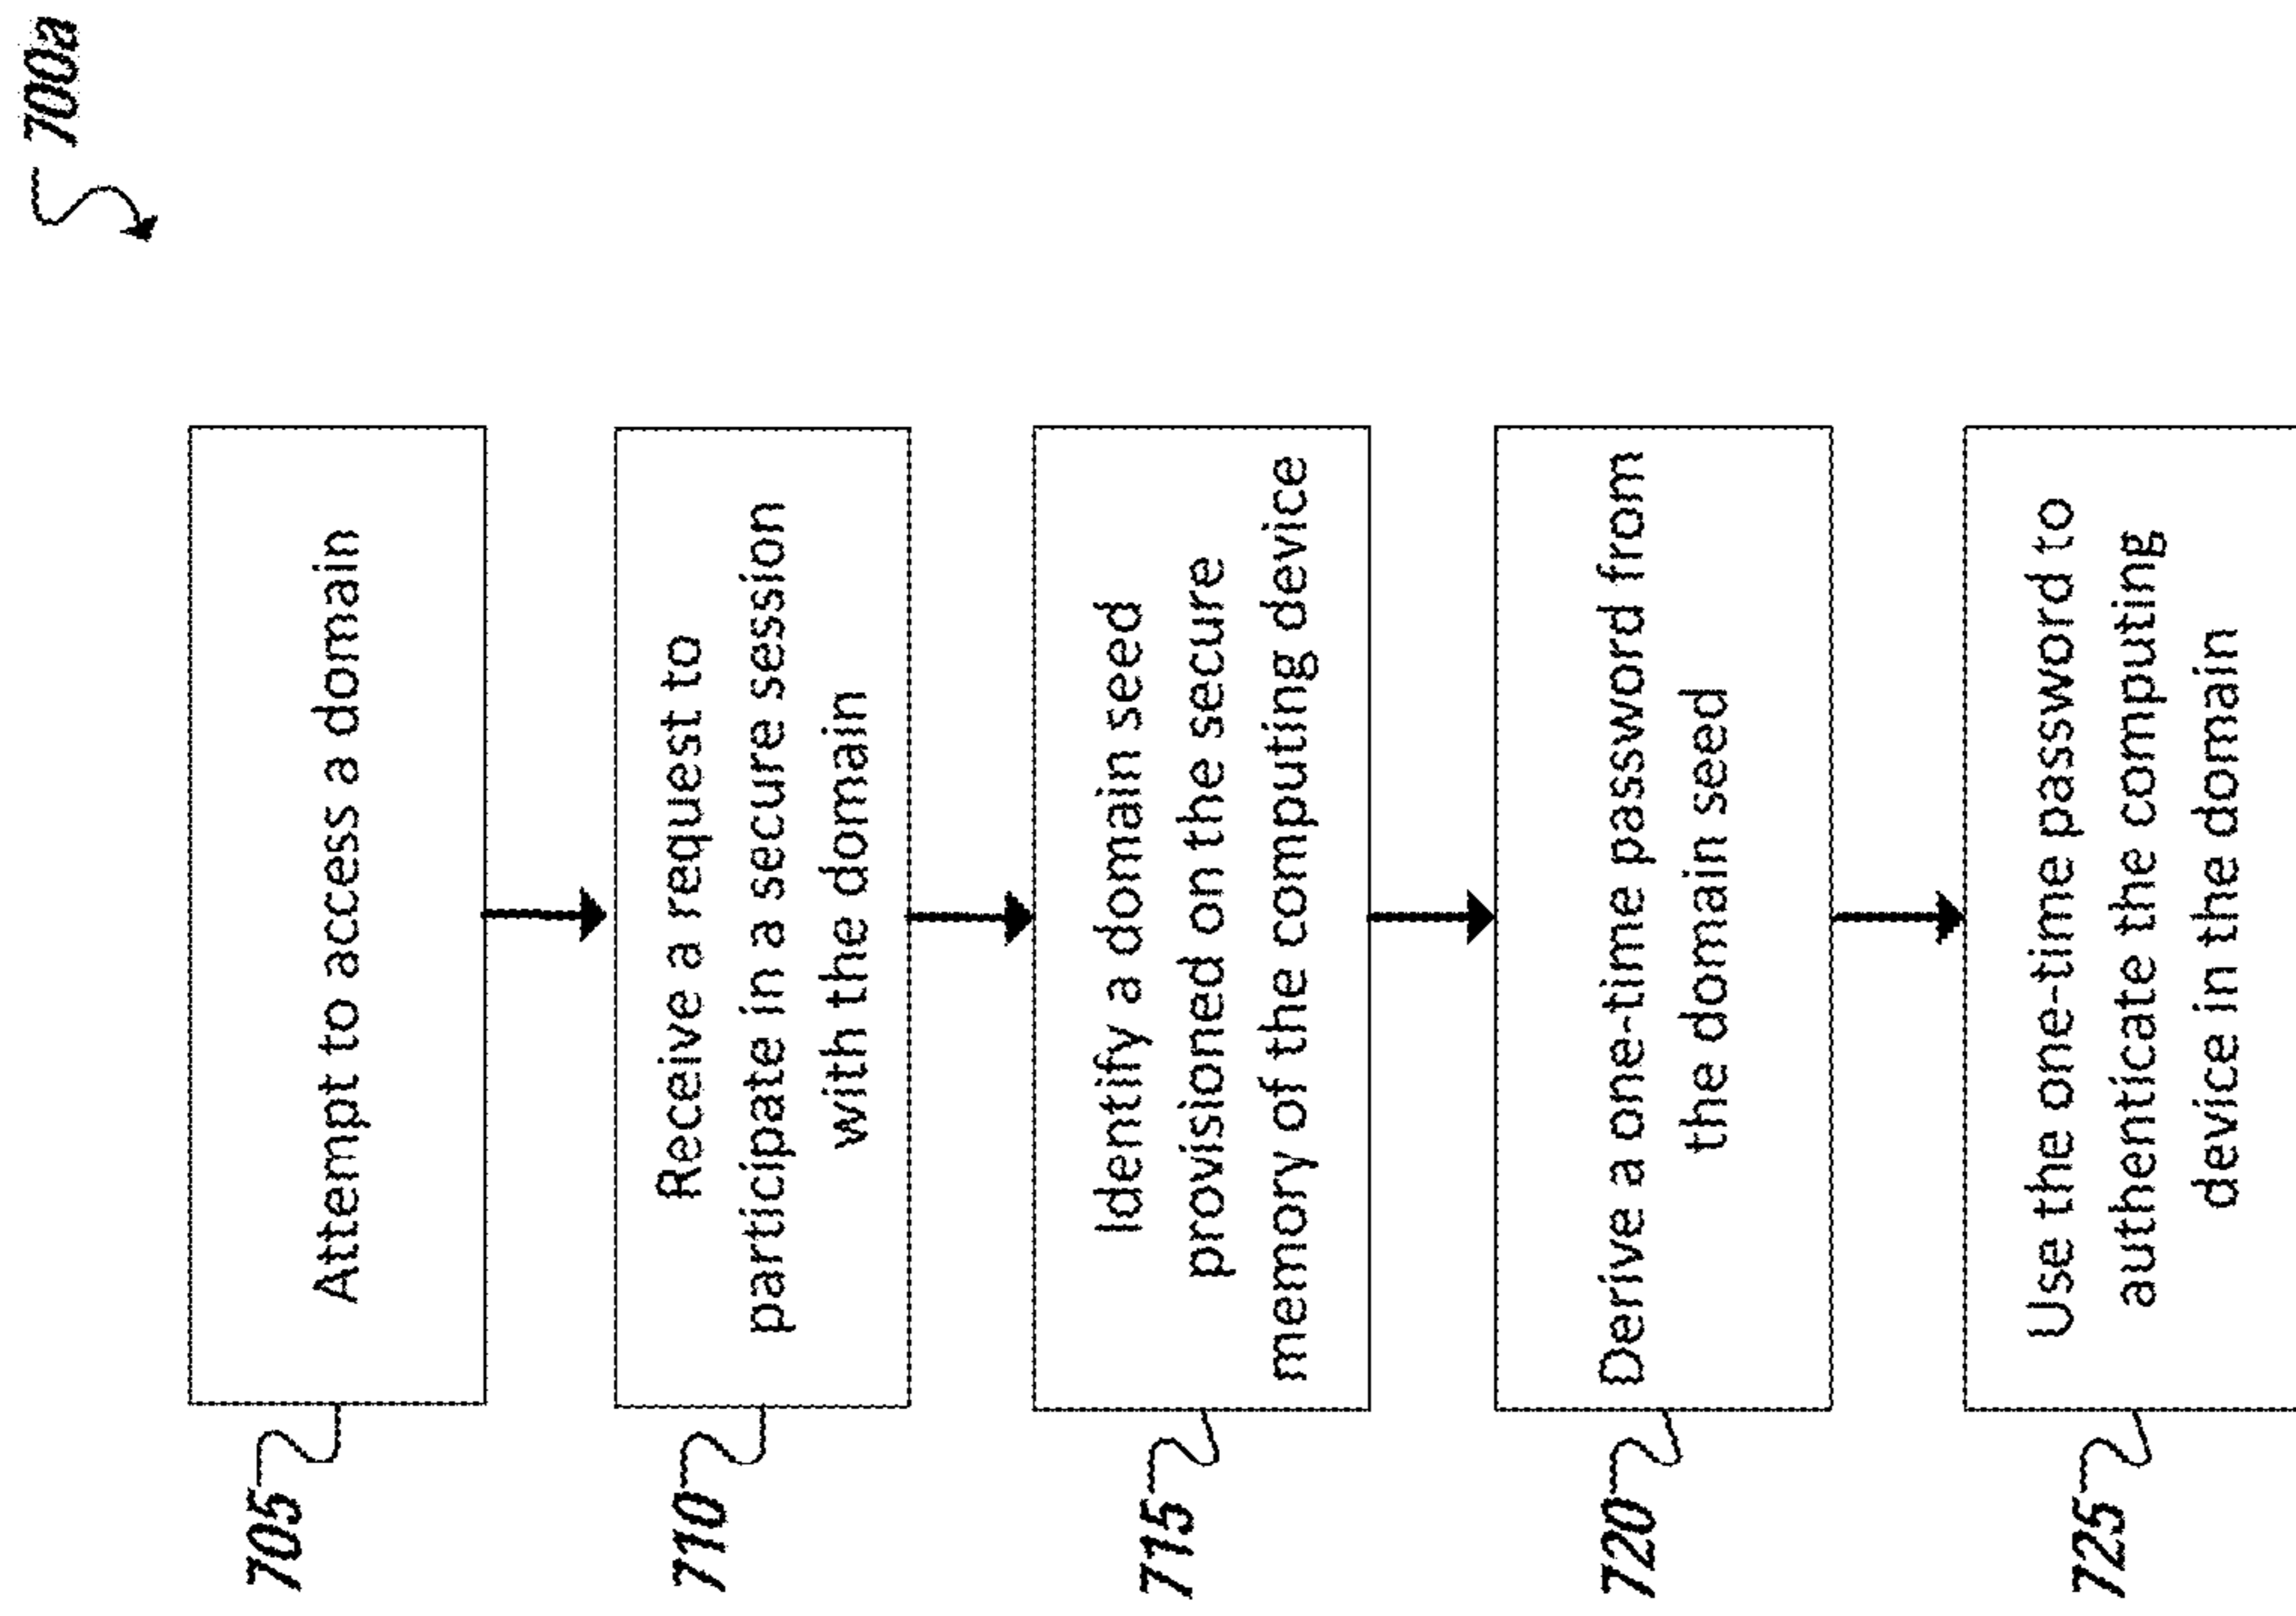 700a
705
Attempt to access a domain
710
Receive a request to
participate in a secure session
with the domain
715
Identify a domain seed
provisioned on the secure
memory of the computing device
720
Derive a one-time password from
the domain seed
725
Use the one-time password to
authenticate the computing
device in the domain